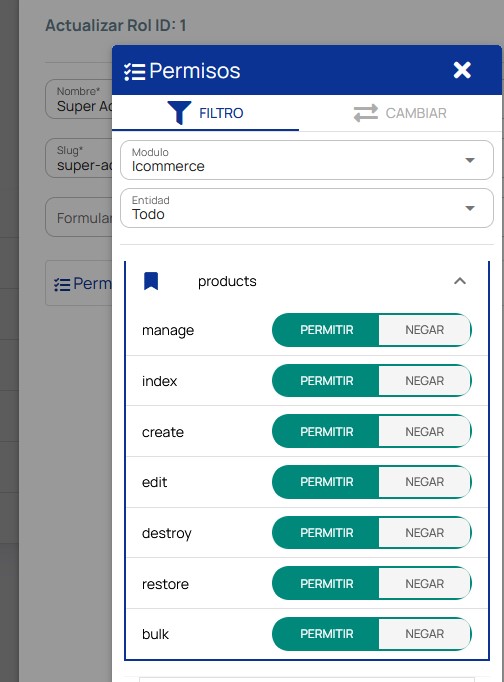 Actualizar Rol ID: 1
Permisos
FILTRO
CAMBIAR
Nombre*
Super Ad
Slug*
super-ad
Formular
Perm
Modulo
Icommerce
Entidad
Todo
products
manage PERMITIR NEGAR
index PERMITIR NEGAR
create PERMITIR NEGAR
edit PERMITIR NEGAR
destroy PERMITIR NEGAR
restore PERMITIR NEGAR
bulk PERMITIR NEGAR